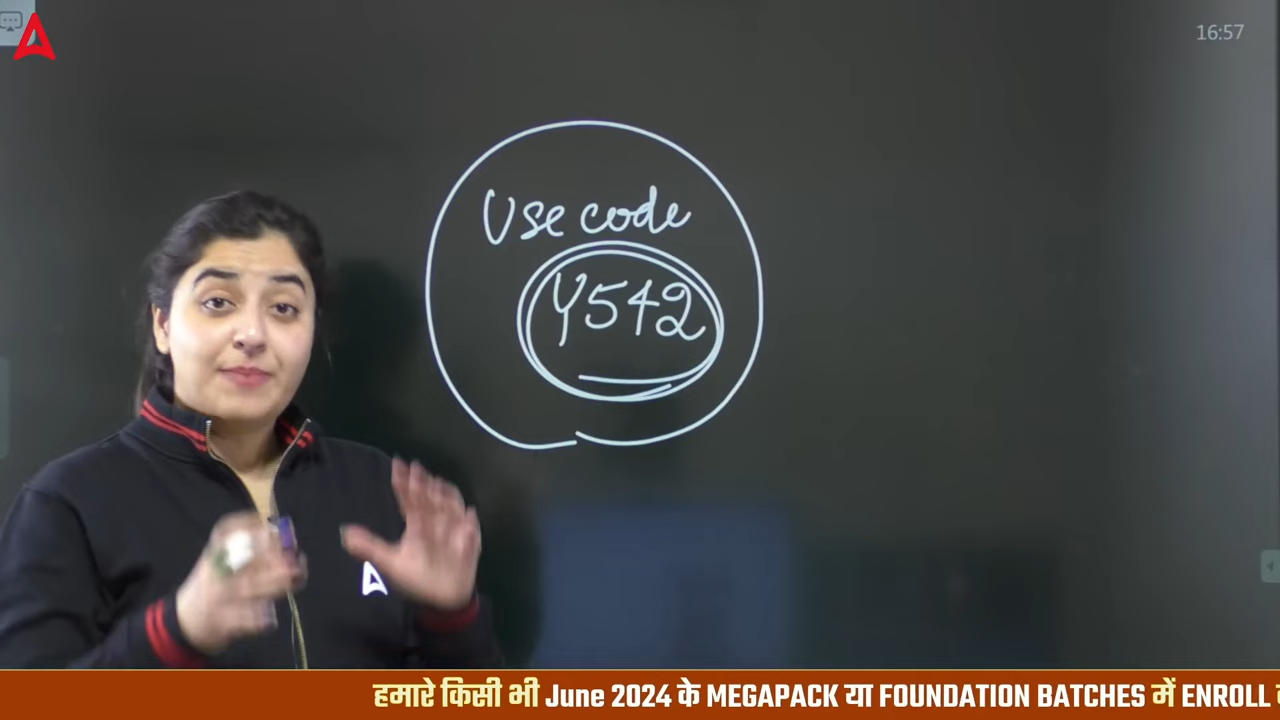 16:57
Use code
Y542
हमारे किसी भी June 2024 के MEGAPACK या FOUNDATION BATCHES में ENROLL